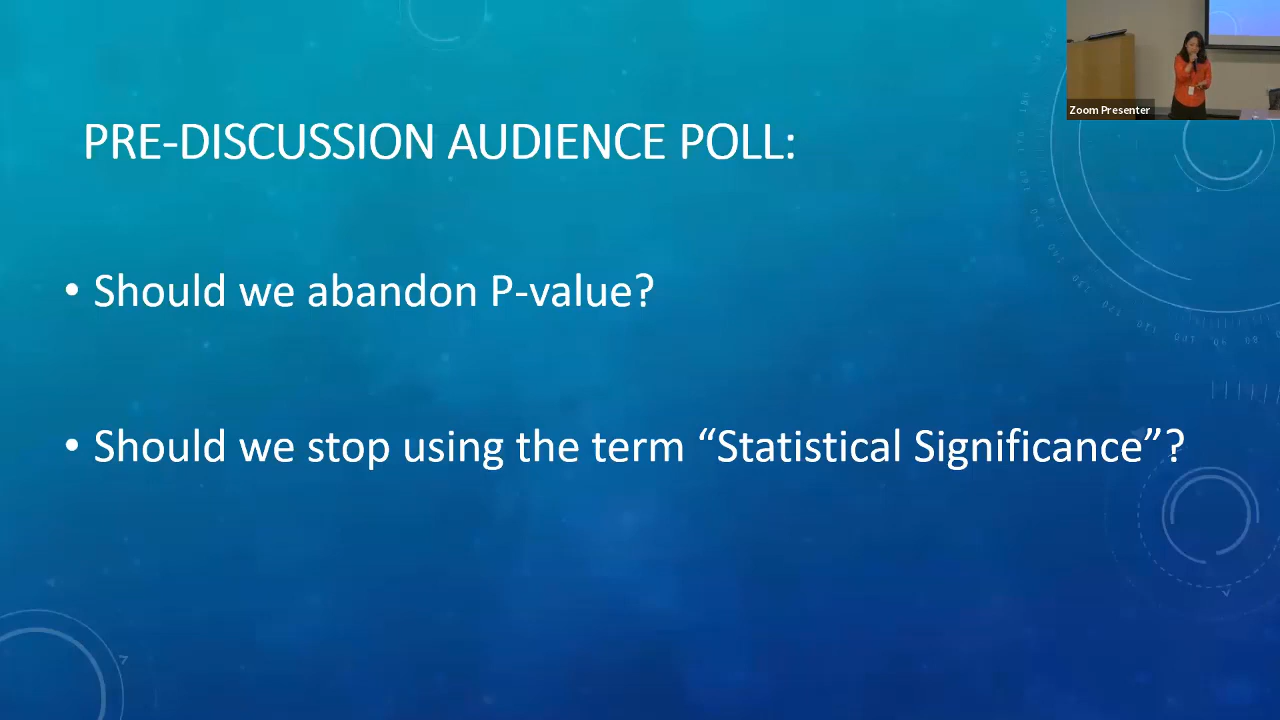 Zoom Presenter
PRE-DISCUSSION AUDIENCE POLL:
• Should we abandon P-value?
• Should we stop using the term “Statistical Significance”?